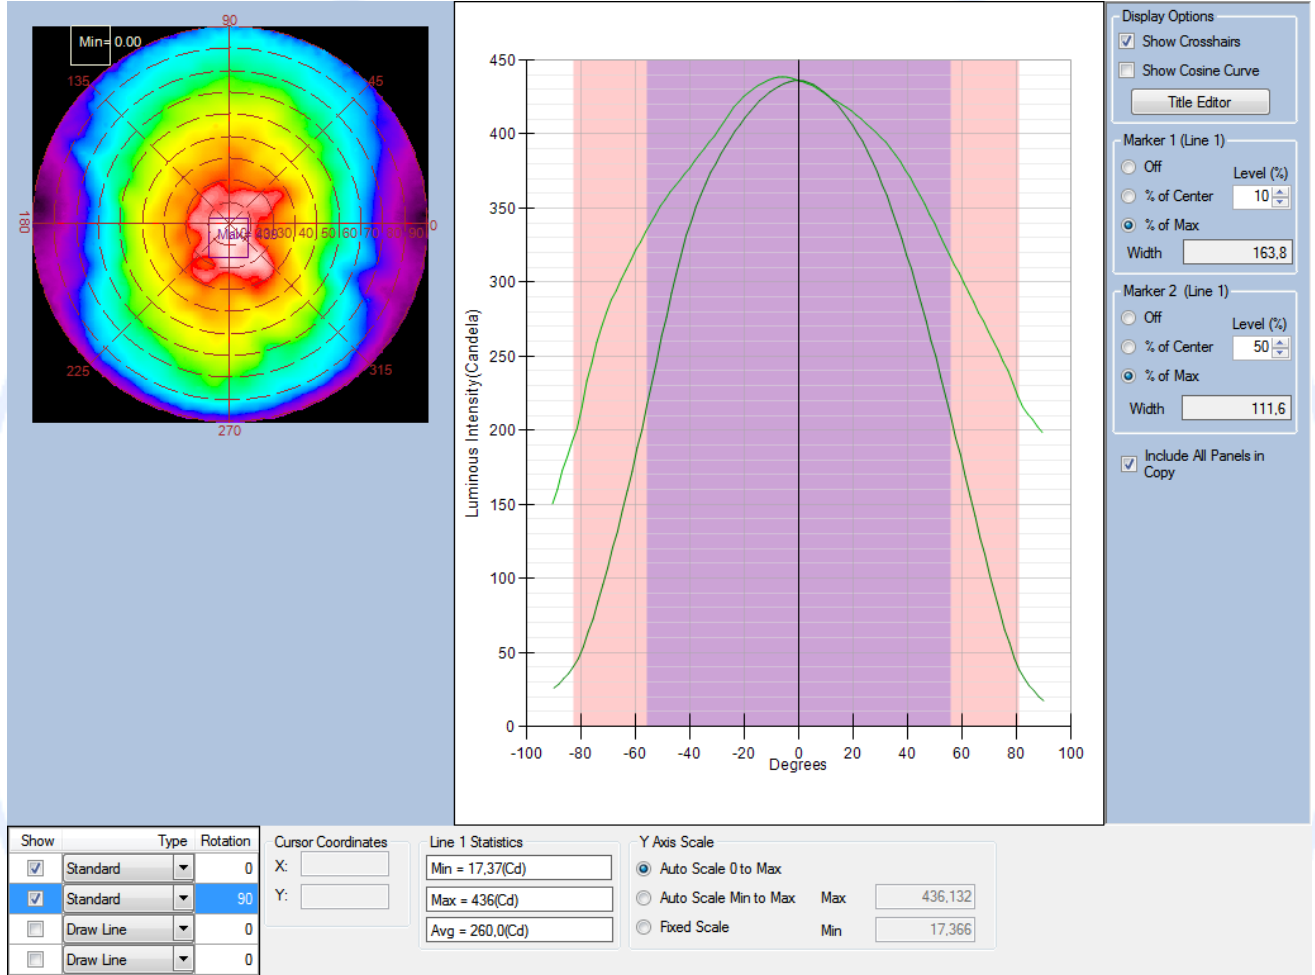 90
Min= 0.00
135
45
180
Max= 439
30 40 50 60 70 80 90
0
225
315
270
450
400
350
300
250
200
150
100
50
0
Luminous Intensity(Candela)
-100 -80 -60 -40 -20 0 20 40 60 80 100
Degrees
Display Options
Show Crosshairs
Show Cosine Curve
Title Editor
Marker 1 (Line 1)
Off
Level (%)
% of Center 10
% of Max
Width 163,8
Marker 2 (Line 1)
Off
Level (%)
% of Center 50
% of Max
Width 111,6
Include All Panels in
Copy
Show Type Rotation
Standard 0
Standard 90
Draw Line 0
Draw Line 0
Cursor Coordinates
X:
Y:
Line 1 Statistics
Min = 17,37(Cd)
Max = 436(Cd)
Avg = 260,0(Cd)
Y Axis Scale
Auto Scale 0 to Max
Auto Scale Min to Max Max 436,132
Fixed Scale Min 17,366